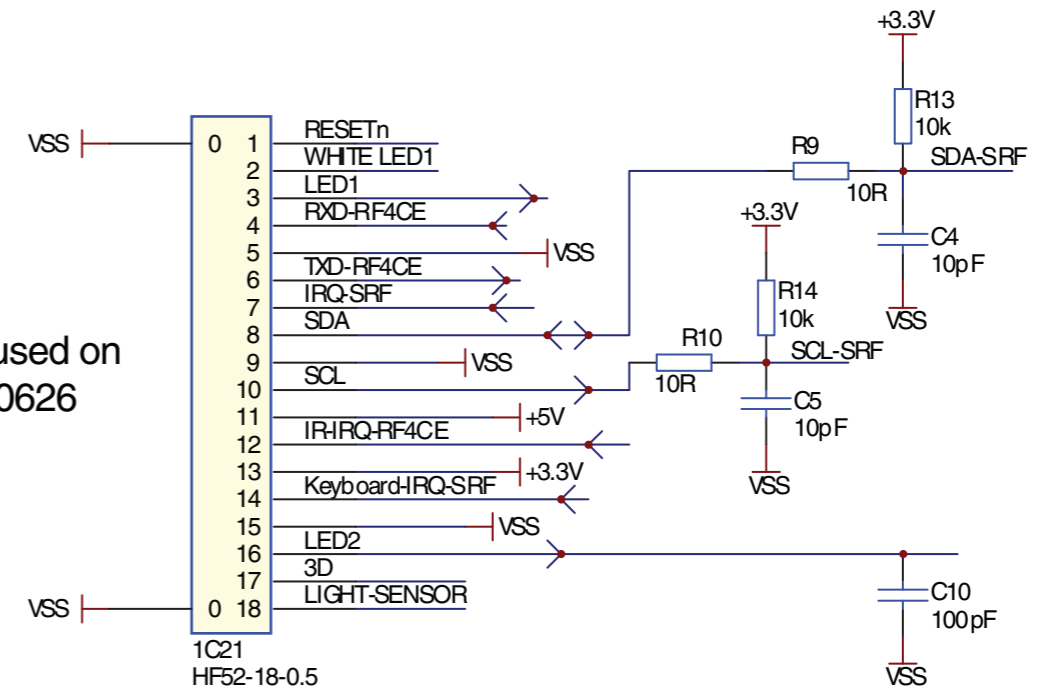 +3.3V
R13
10k
R9
SDA-SRF
10R
C4
10pF
VSS
+3.3V
R14
10k
R10
SCL-SRF
10R
C5
10pF
VSS
VSS
0 1 RESETn
2 WHITE LED1
3 LED1
4 RXD-RF4CE
5 VSS
6 TXD-RF4CE
7 IRQ-SRF
8 SDA
9 VSS
10 SCL
11 +5V
12 IR-IRQ-RF4CE
13 +3.3V
14 Keyboard-IRQ-SRF
15 VSS
16 LED2
17 3D
VSS 0 18 LIGHT-SENSOR
used on
0626
1C21
HF52-18-0.5
C10
100pF
VSS